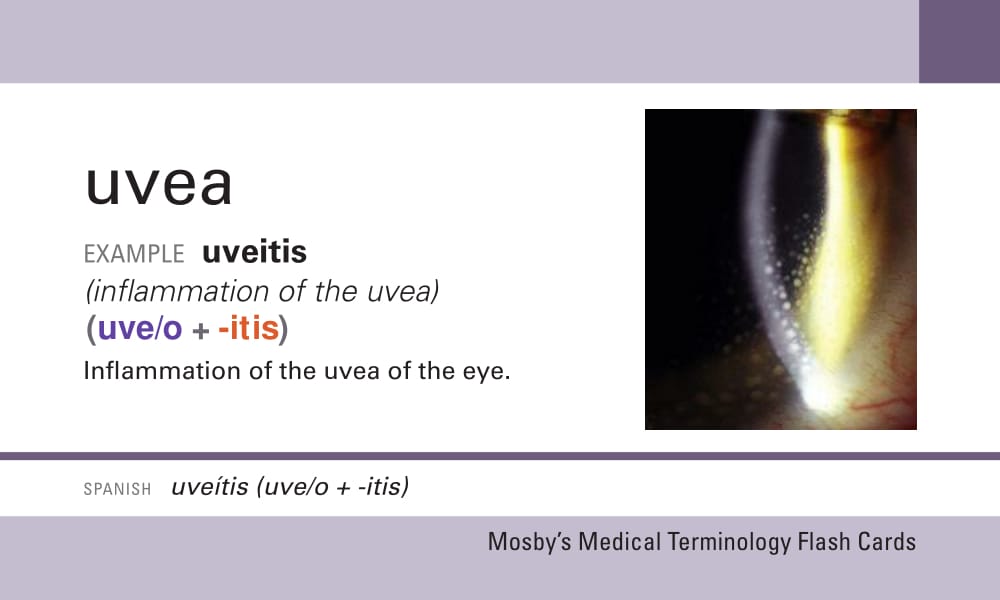 uvea
EXAMPLE uveitis
(inflammation of the uvea)
(uve/o + -itis)
Inflammation of the uvea of the eye.
SPANISH uveítis (uve/o + -itis)
Mosby’s Medical Terminology Flash Cards